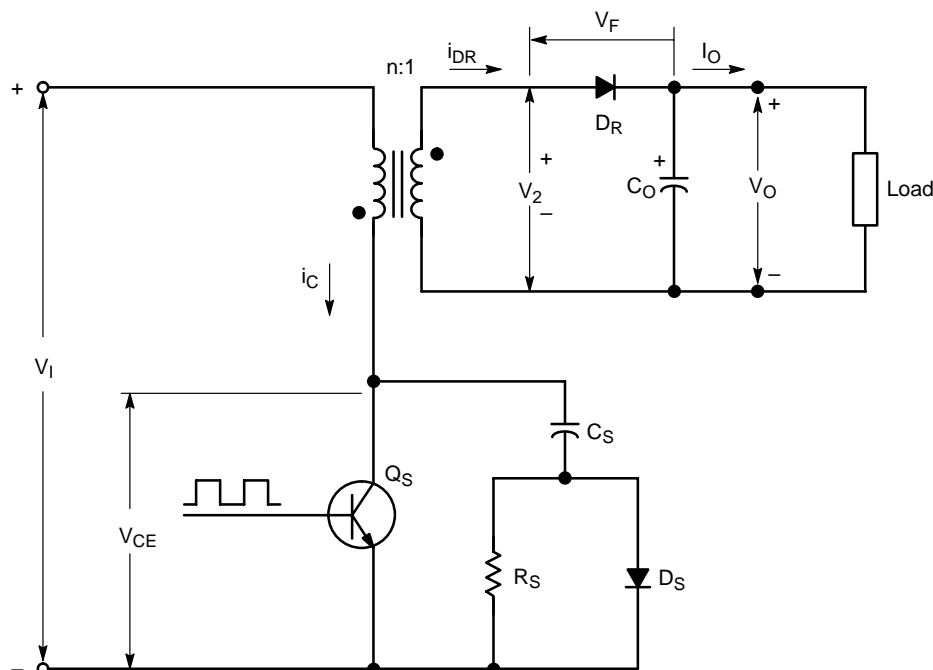 V_F
n:1
i_DR
I_O
+
D_R
+
+
V_2
–
+
C_O
V_O
Load
–
i_C
V_I
C_S
Q_S
V_CE
R_S
D_S
–